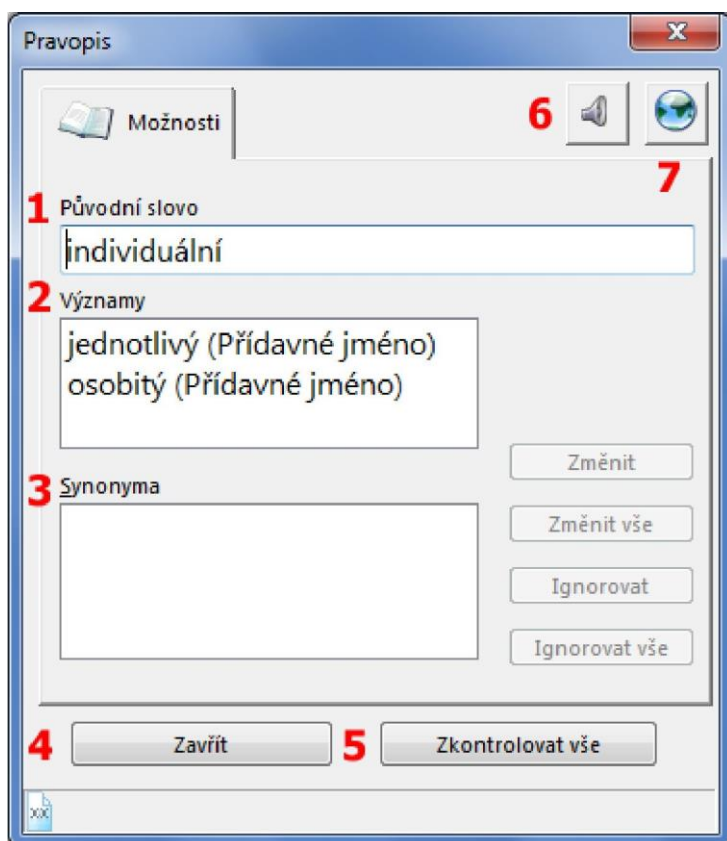 Pravopis
Možnosti
6
7
1 Původní slovo
individuální
2 Významy
jednotlivý (Přídavné jméno)
osobitý (Přídavné jméno)
Změnit
3 Synonyma
Změnit vše
Ignorovat
Ignorovat vše
4 Zavřít
5 Zkontrolovat vše